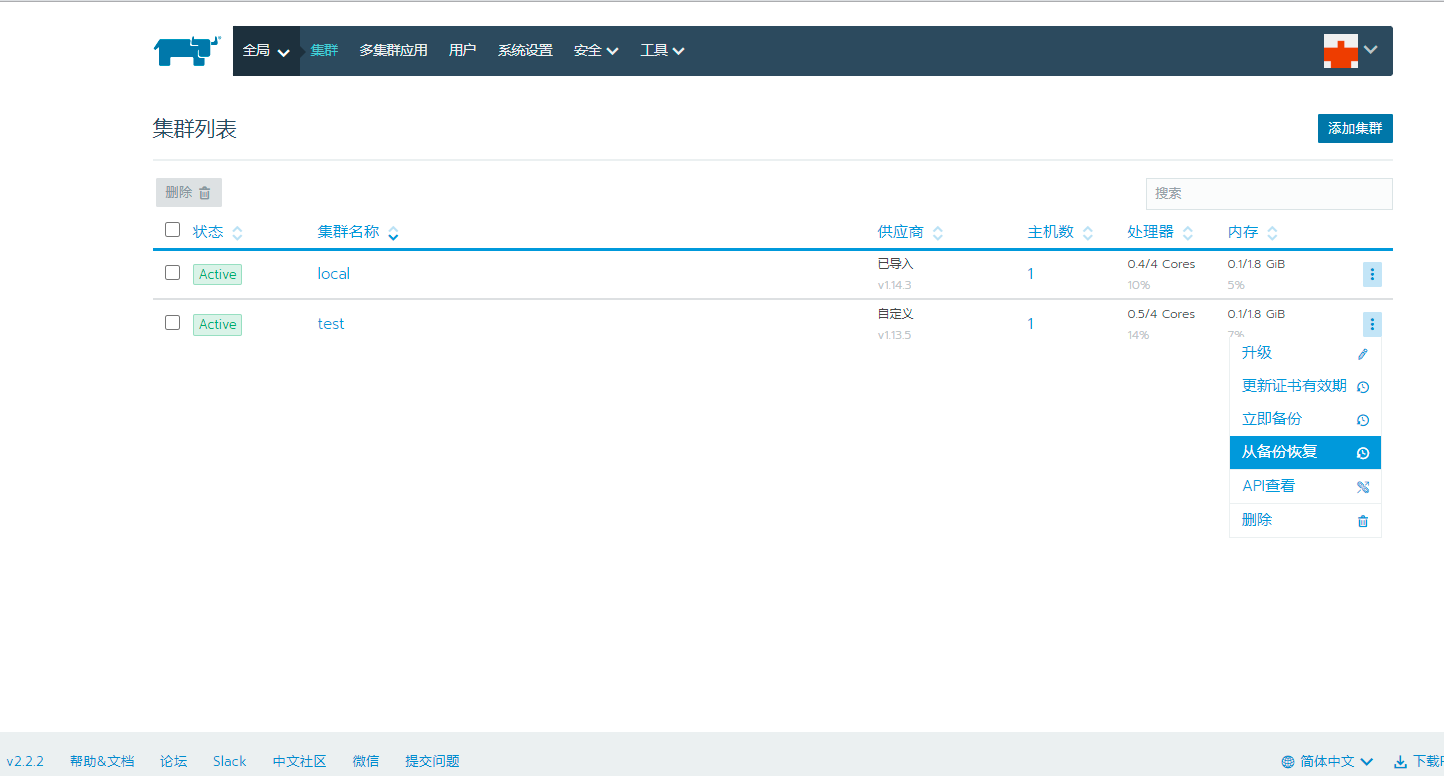 全局 集群 多集群应用 用户 系统设置 安全 工具
集群列表 添加集群
删除 搜索
状态 集群名称 供应商 主机数 处理器 内存
Active local 已导入 1 0.4/4 Cores 0.1/1.8 GiB
v1.14.3 10% 5%
Active test 自定义 1 0.5/4 Cores 0.1/1.8 GiB
v1.13.5 14% 7%
升级
更新证书有效期
立即备份
从备份恢复
API查看
删除
v2.2.2 帮助&文档 论坛 Slack 中文社区 微信 提交问题 简体中文 下载